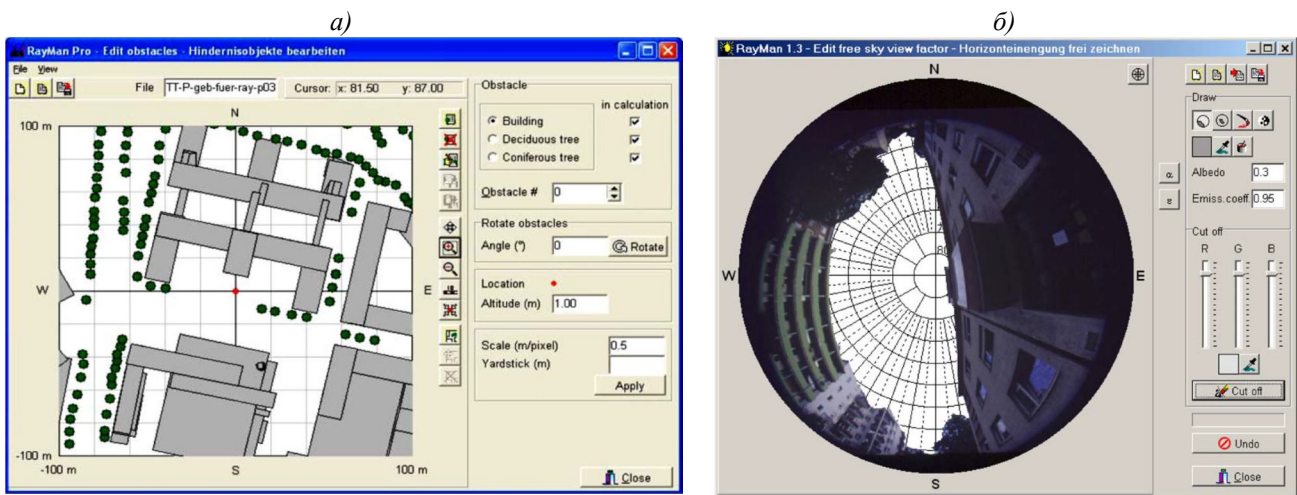 а)
RayMan Pro - Edit obstacles - Hindernisobjekte bearbeiten
File View
File TT-P-geb-fuer-ray-p03 Cursor: x: 81.50 y: 87.00
N
100 m
W
E
-100 m
-100 m S 100 m
Obstacle
in calculation
Building
Deciduous tree
Coniferous tree
Obstacle # 0
Rotate obstacles
Angle (°) 0 Rotate
Location
Altitude (m) 1.00
Scale (m/pixel) 0.5
Yardstick (m)
Apply
Close
б)
RayMan 1.3 - Edit free sky view factor - Horizonteinengung frei zeichnen
N
W
E
S
80
Draw
α
ε
Albedo 0.3
Emiss.coeff. 0.95
Cut off
R G B
Cut off
Undo
Close